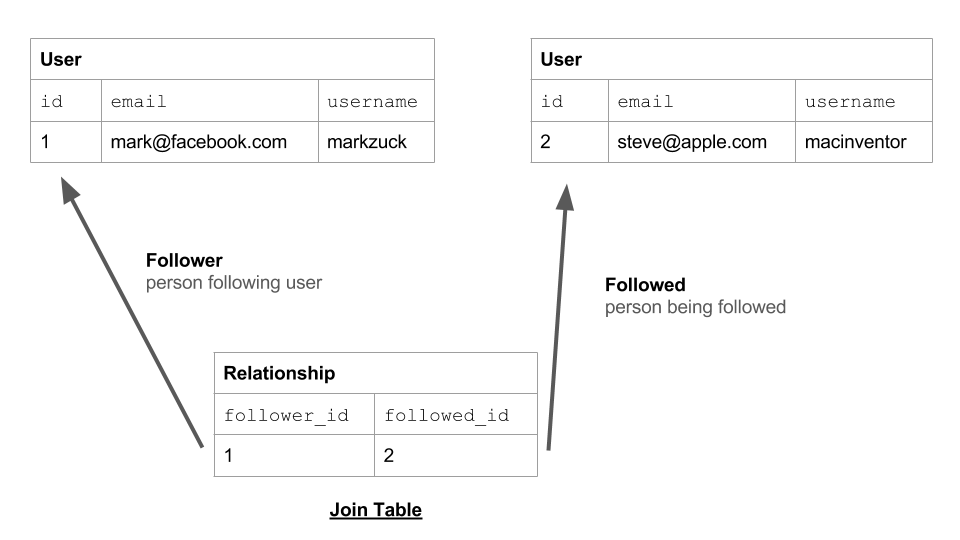 User
id email username
1 mark@facebook.com markzuck
User
id email username
2 steve@apple.com macinventor
Follower
person following user
Followed
person being followed
Relationship
follower_id followed_id
1 2
Join Table